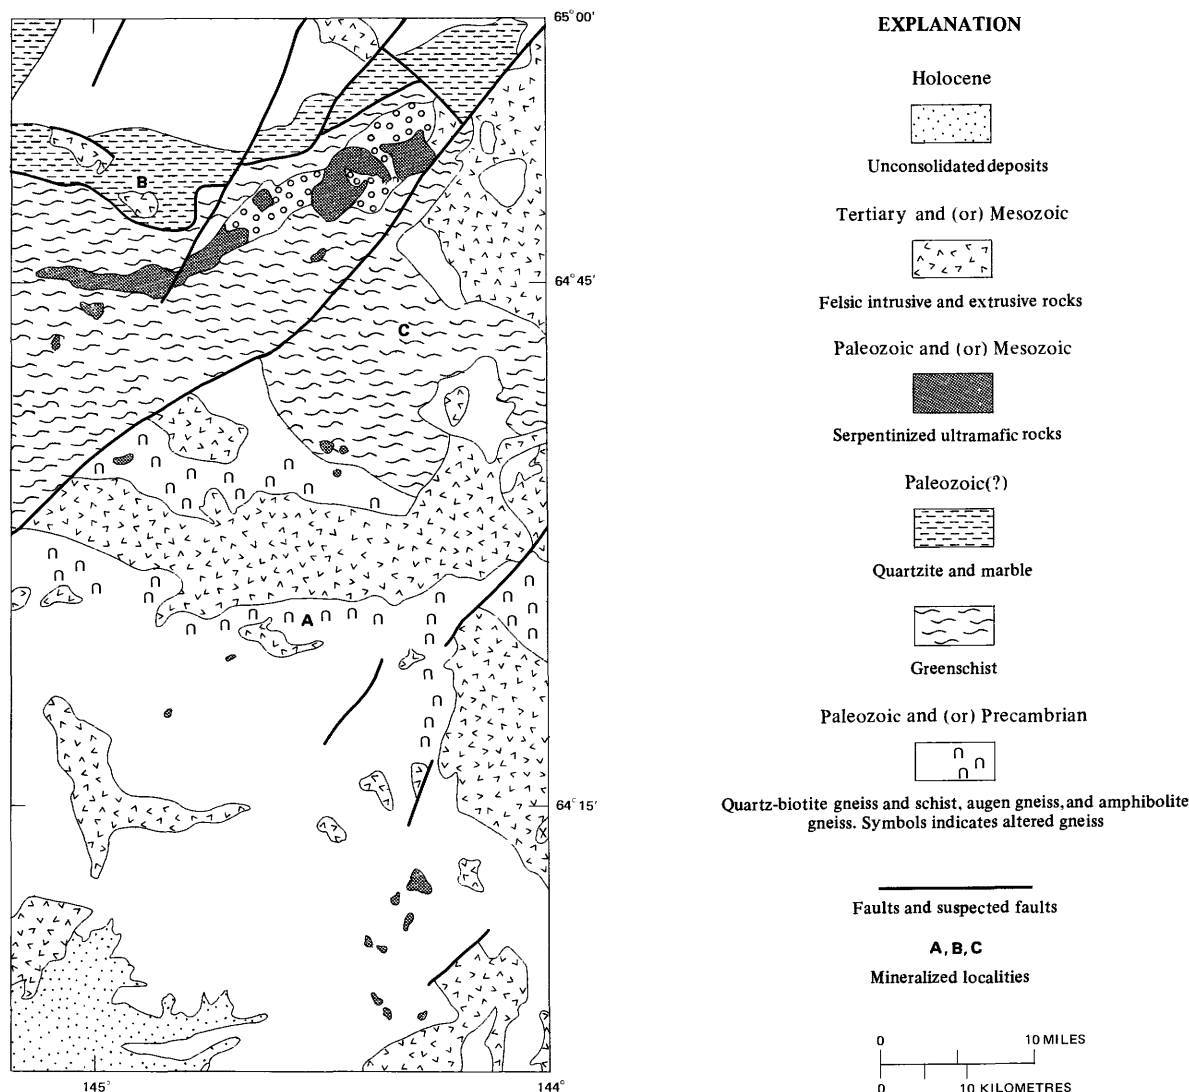 65°00'
B
64°45'
C
A
64°15'
145°
144°
EXPLANATION
Holocene
Unconsolidated deposits
Tertiary and (or) Mesozoic
Felsic intrusive and extrusive rocks
Paleozoic and (or) Mesozoic
Serpentinized ultramafic rocks
Paleozoic(?)
Quartzite and marble
Greenschist
Paleozoic and (or) Precambrian
Quartz-biotite gneiss and schist, augen gneiss, and amphibolite
gneiss. Symbols indicates altered gneiss
Faults and suspected faults
A, B, C
Mineralized localities
0 10 MILES
0 10 KILOMETRES